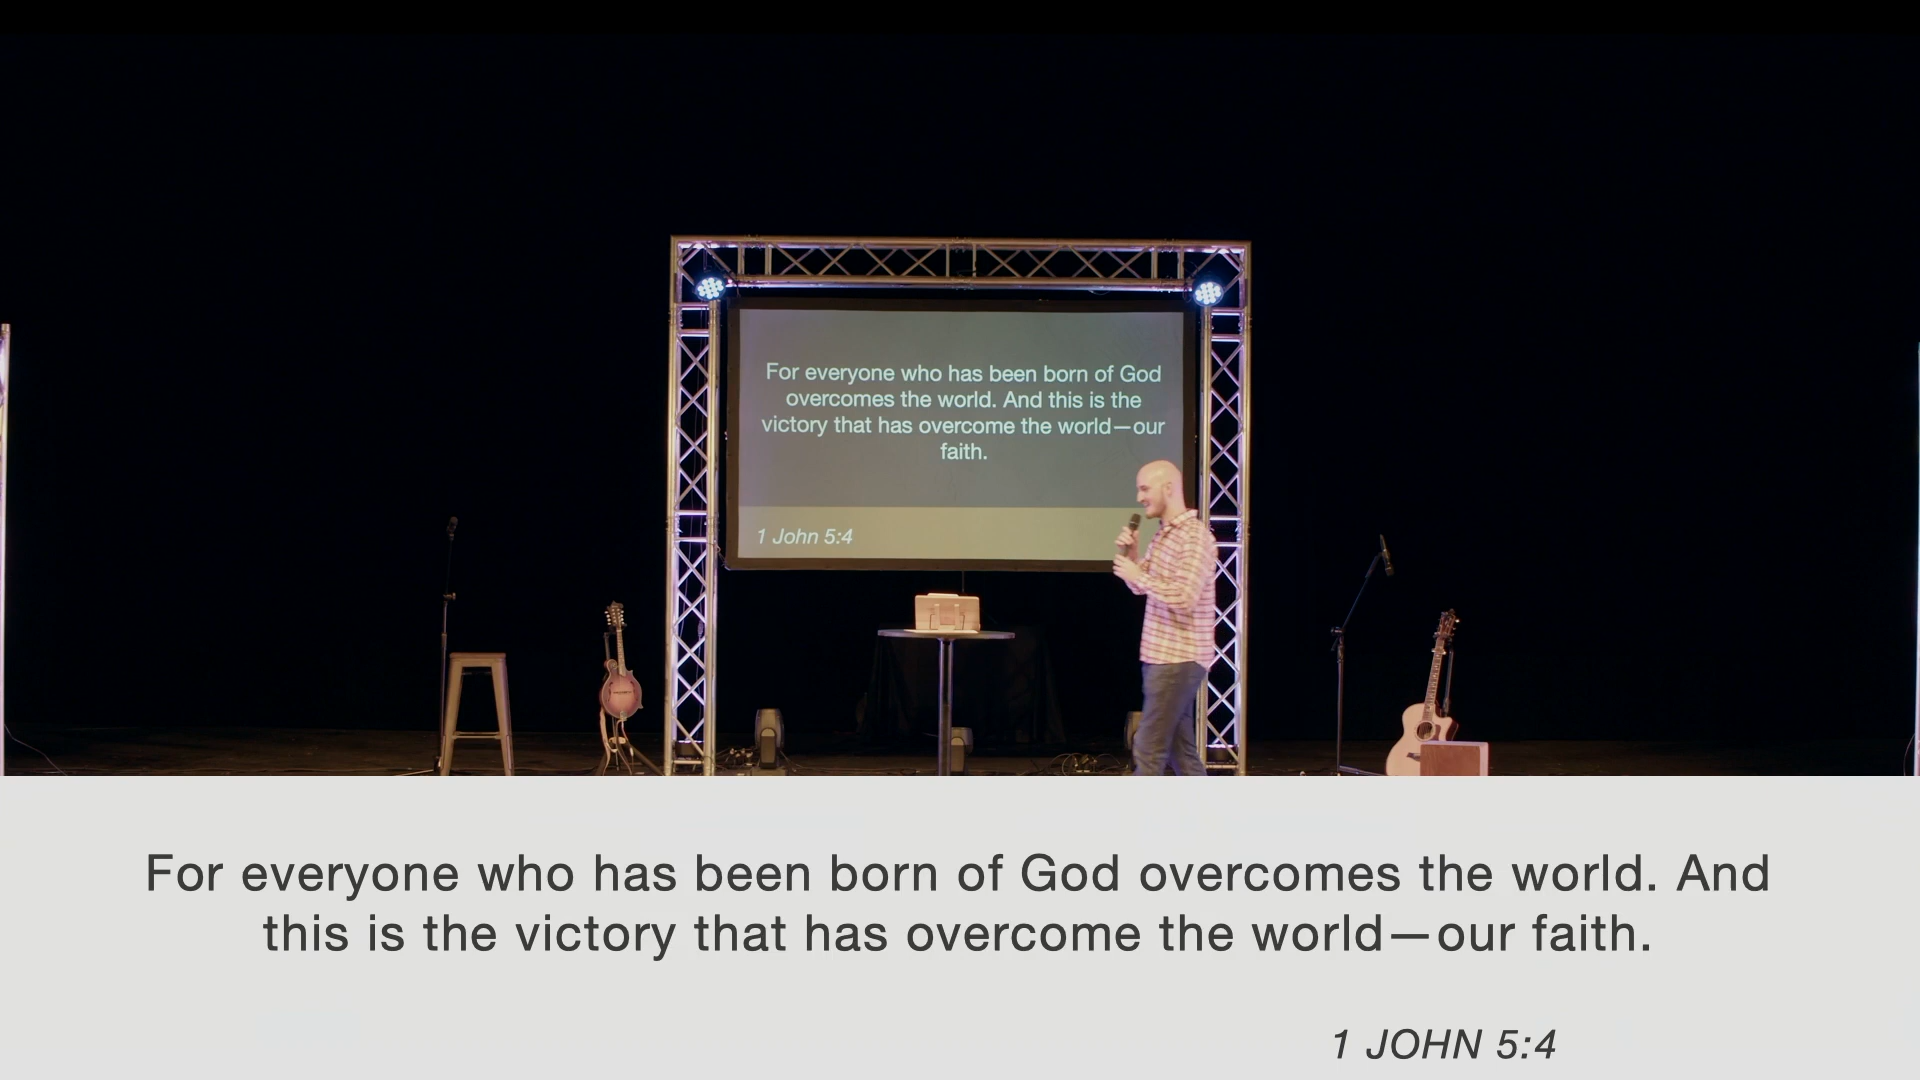 For everyone who has been born of God
overcomes the world. And this is the
victory that has overcome the world—our
faith.
1 John 5:4
For everyone who has been born of God overcomes the world. And
this is the victory that has overcome the world—our faith.
1 JOHN 5:4